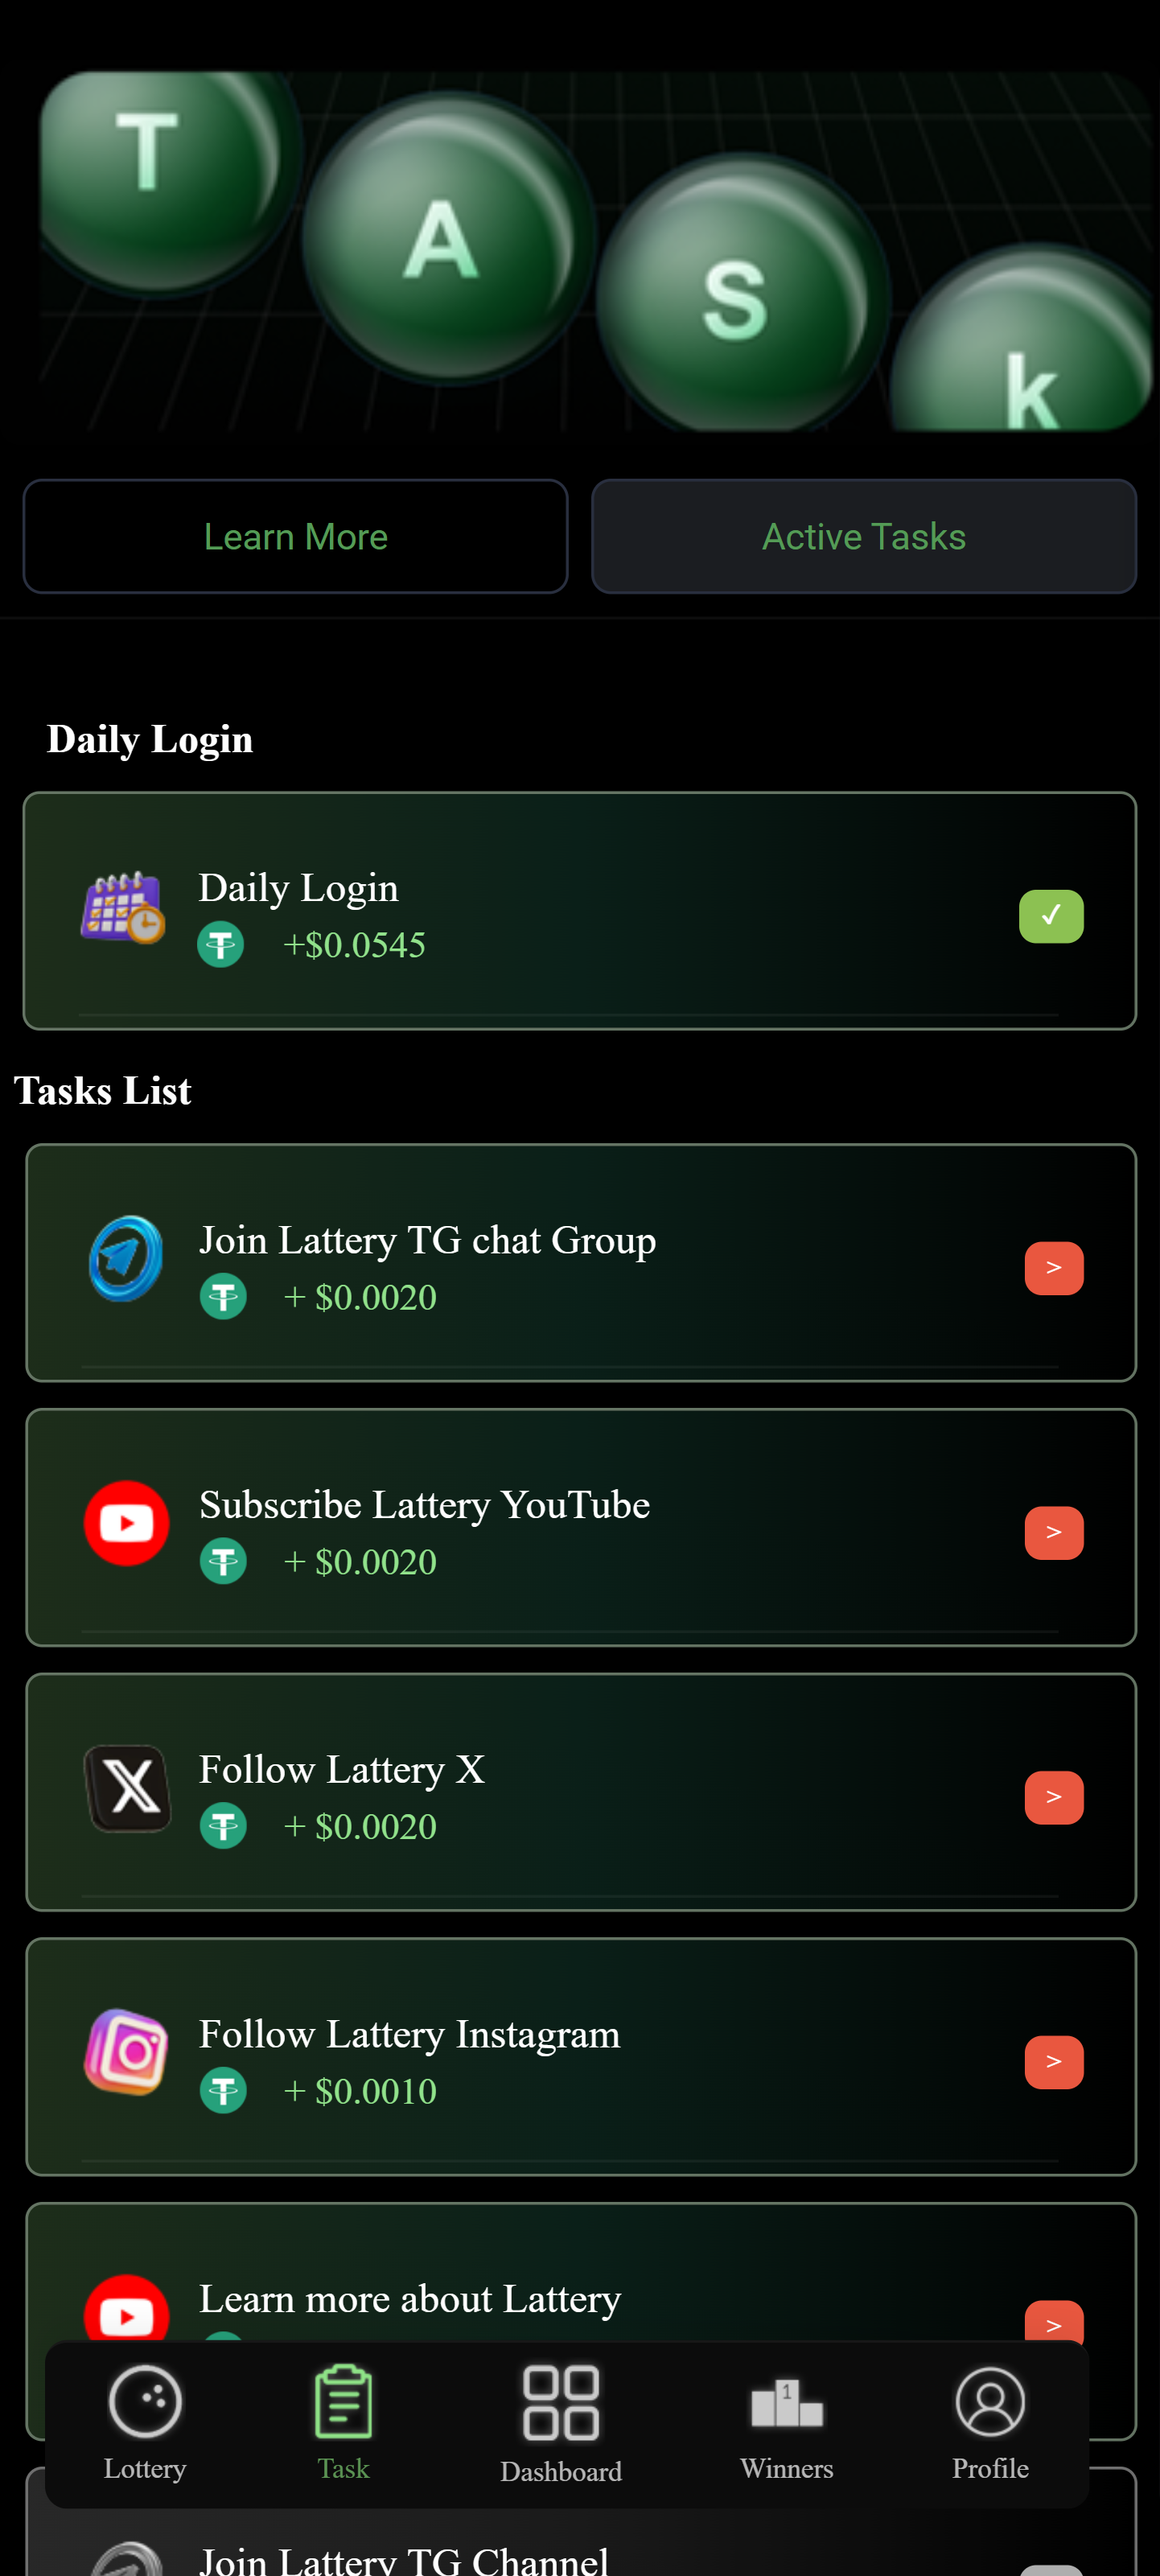 T
A
S
k
Learn More
Active Tasks
Daily Login
Daily Login
+$0.0545
✓
Tasks List
Join Lattery TG chat Group
+ $0.0020
>
Subscribe Lattery YouTube
+ $0.0020
>
Follow Lattery X
+ $0.0020
>
Follow Lattery Instagram
+ $0.0010
>
Learn more about Lattery
>
1
Lottery
Task
Dashboard
Winners
Profile
Join Lattery TG Channel